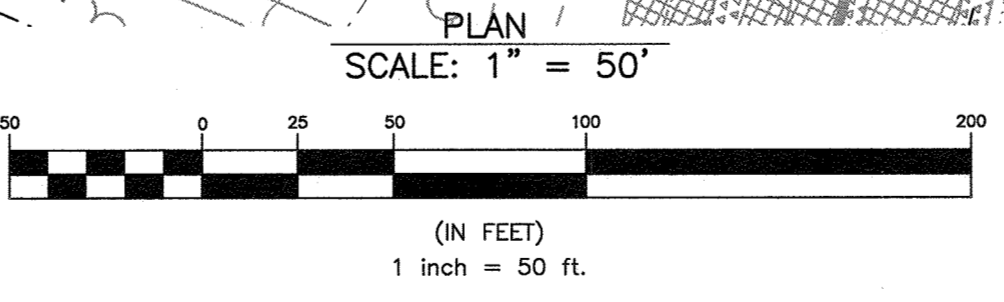 PLAN
SCALE: 1" = 50'
50 0 25 50 100 200
(IN FEET)
1 inch = 50 ft.